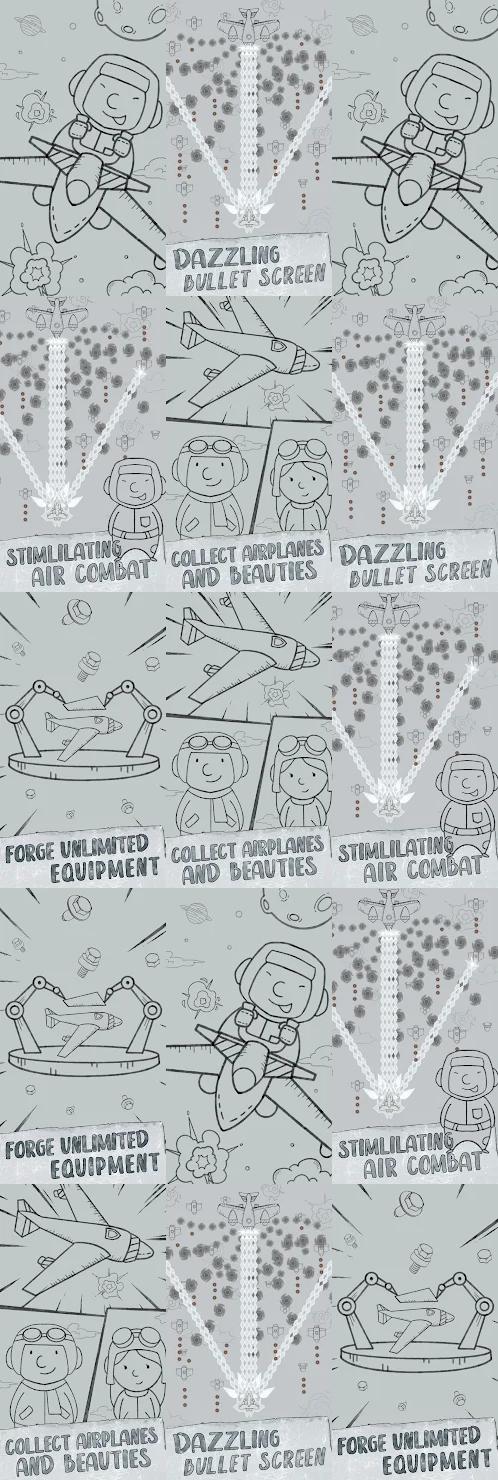 DAZZLING
BULLET SCREEN
STIMLILATING
AIR COMBAT
COLLECT AIRPLANES
AND BEAUTIES
DAZZLING
BULLET SCREEN
FORGE UNLIMITED
EQUIPMENT
COLLECT AIRPLANES
AND BEAUTIES
STIMLILATING
AIR COMBAT
FORGE UNLIMITED
EQUIPMENT
STIMLILATING
AIR COMBAT
COLLECT AIRPLANES
AND BEAUTIES
DAZZLING
BULLET SCREEN
FORGE UNLIMITED
EQUIPMENT